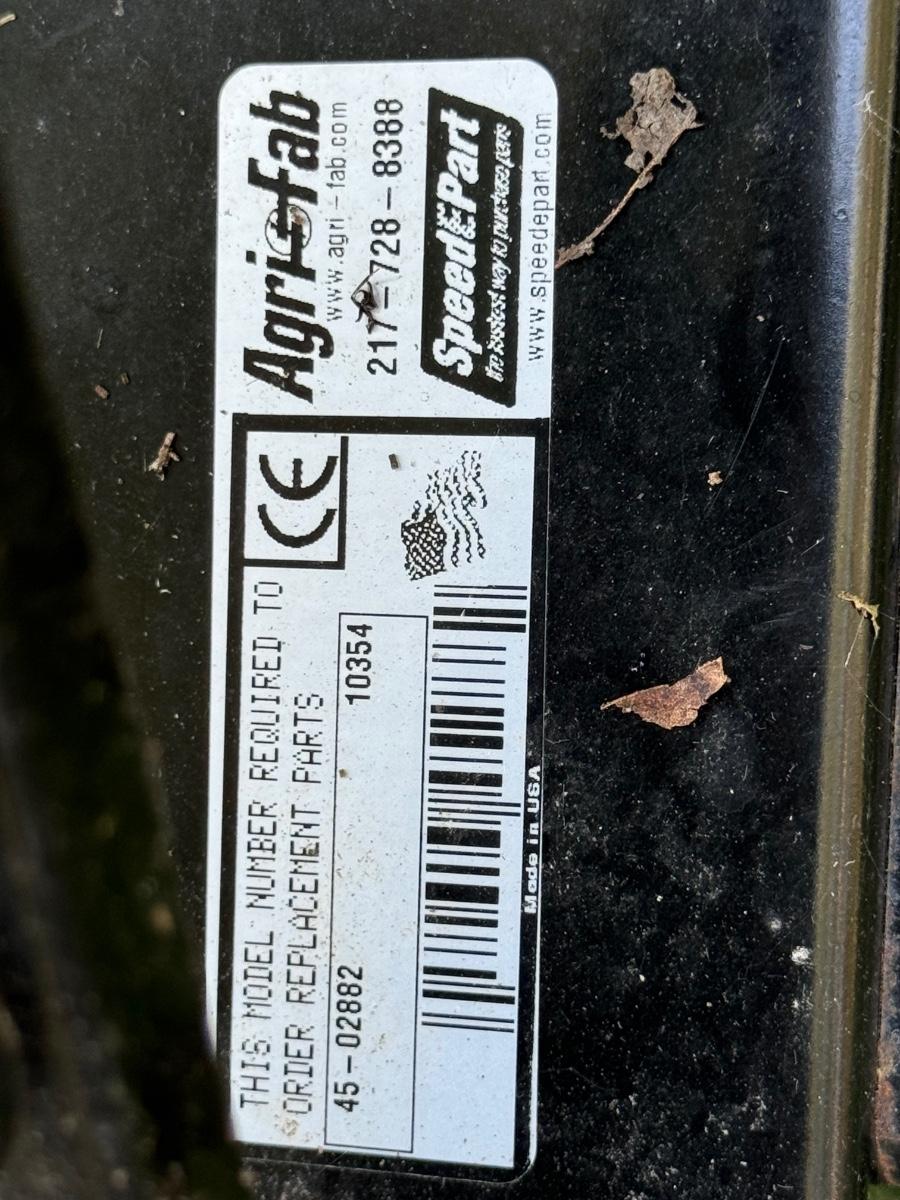 THIS MODEL NUMBER REQUIRED TO
ORDER REPLACEMENT PARTS
45-02882 10354
Made in USA
CE
Agri-Fab
www.agri-fab.com
217-728-8388
SpeedEPart
the fastest way to purchase parts
www.speedepart.com